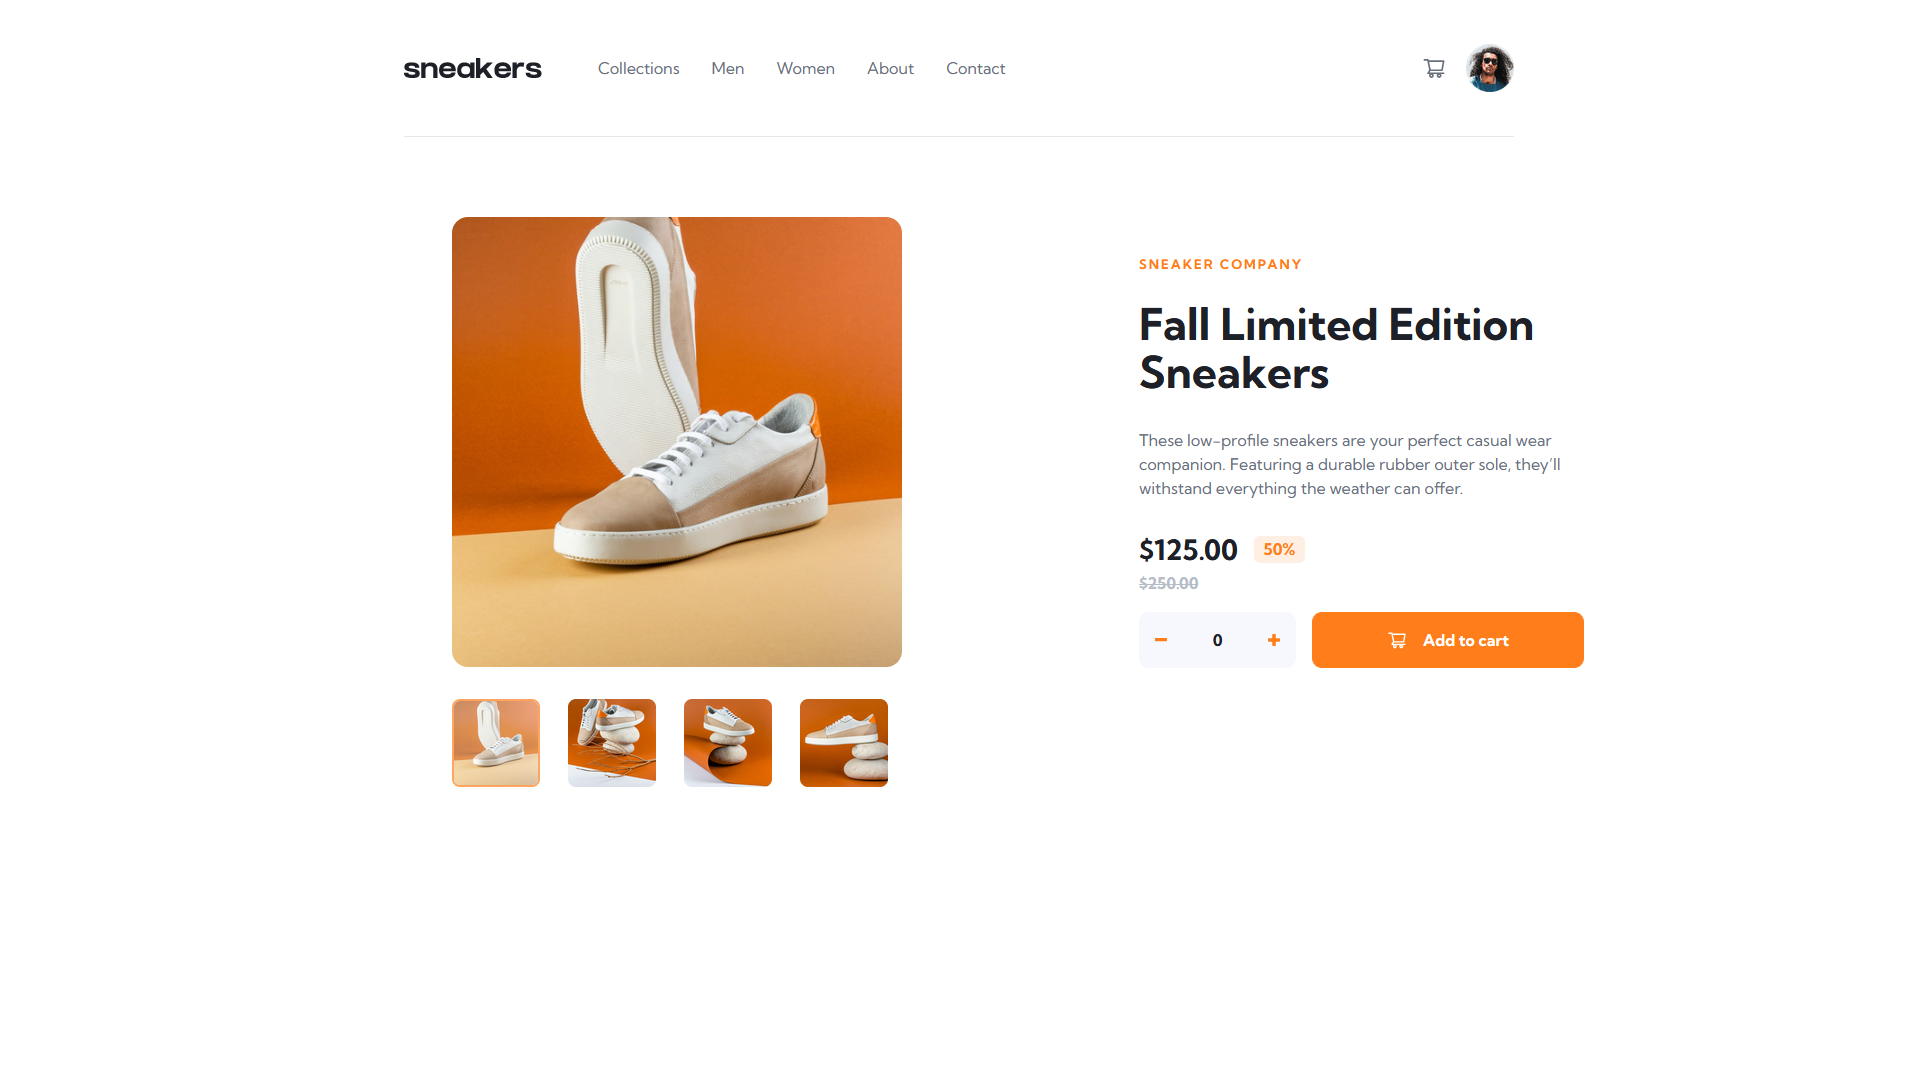 sneakers
Collections
Men
Women
About
Contact
SNEAKER COMPANY
Fall Limited Edition
Sneakers
These low-profile sneakers are your perfect casual wear
companion. Featuring a durable rubber outer sole, they’ll
withstand everything the weather can offer.
$125.00
50%
$250.00
0
Add to cart